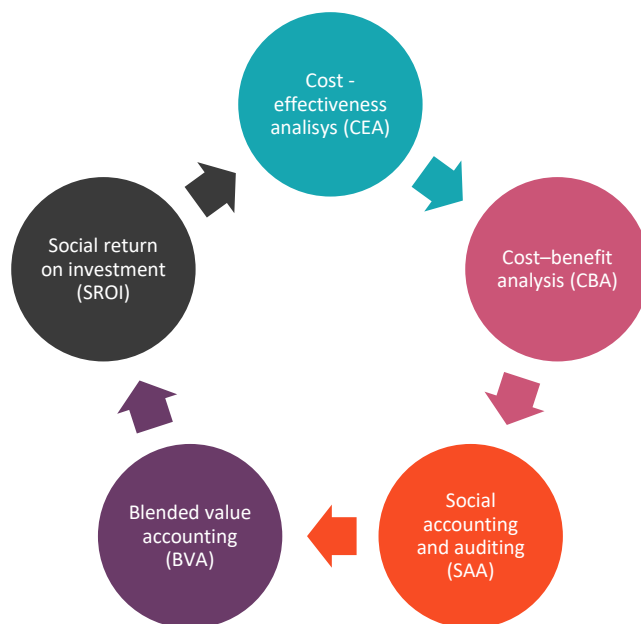 Cost -
effectiveness
analisys (CEA)
Cost–benefit
analysis (CBA)
Social
accounting
and auditing
(SAA)
Blended value
accounting
(BVA)
Social return
on investment
(SROI)